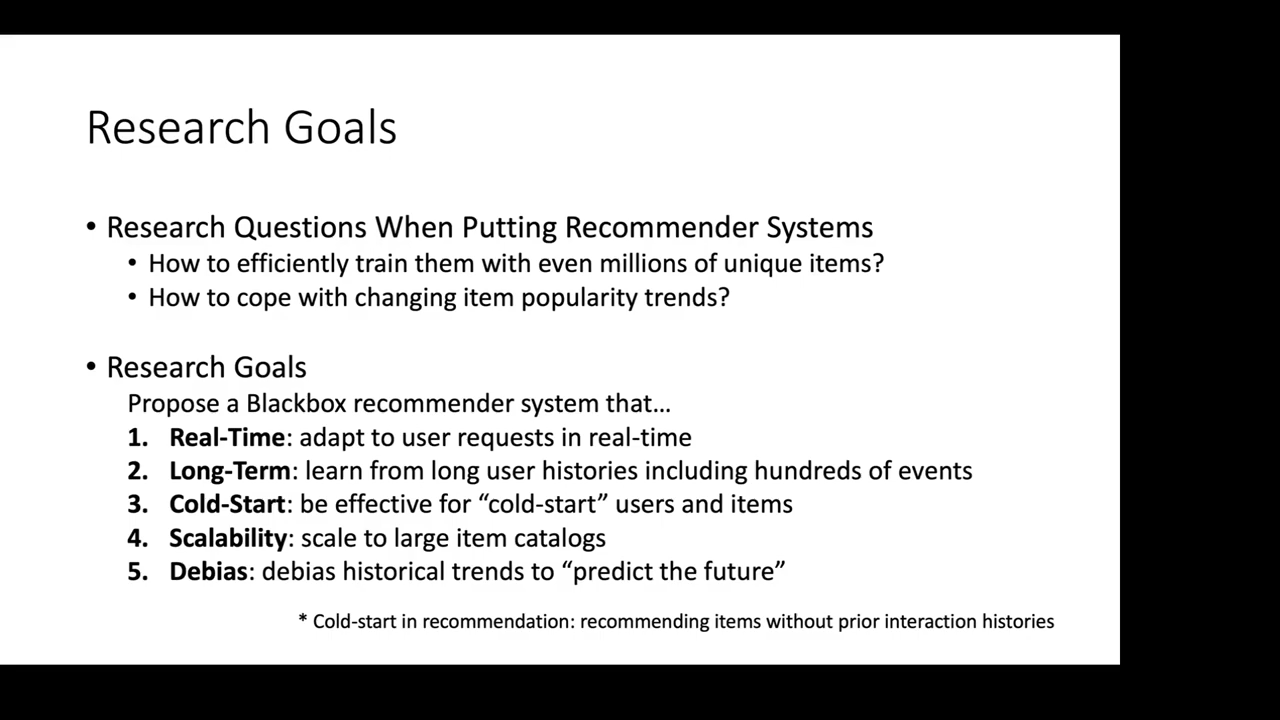 Research Goals
• Research Questions When Putting Recommender Systems
• How to efficiently train them with even millions of unique items?
• How to cope with changing item popularity trends?
• Research Goals
Propose a Blackbox recommender system that...
1. Real-Time: adapt to user requests in real-time
2. Long-Term: learn from long user histories including hundreds of events
3. Cold-Start: be effective for “cold-start” users and items
4. Scalability: scale to large item catalogs
5. Debias: debias historical trends to “predict the future”
* Cold-start in recommendation: recommending items without prior interaction histories